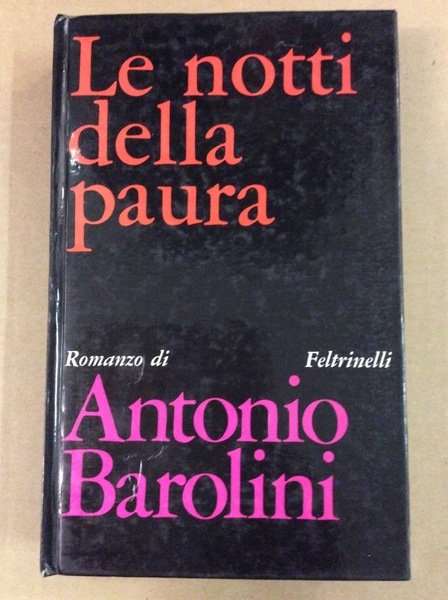 Le notti
della
paura
Romanzo di Feltrinelli
Antonio
Barolini